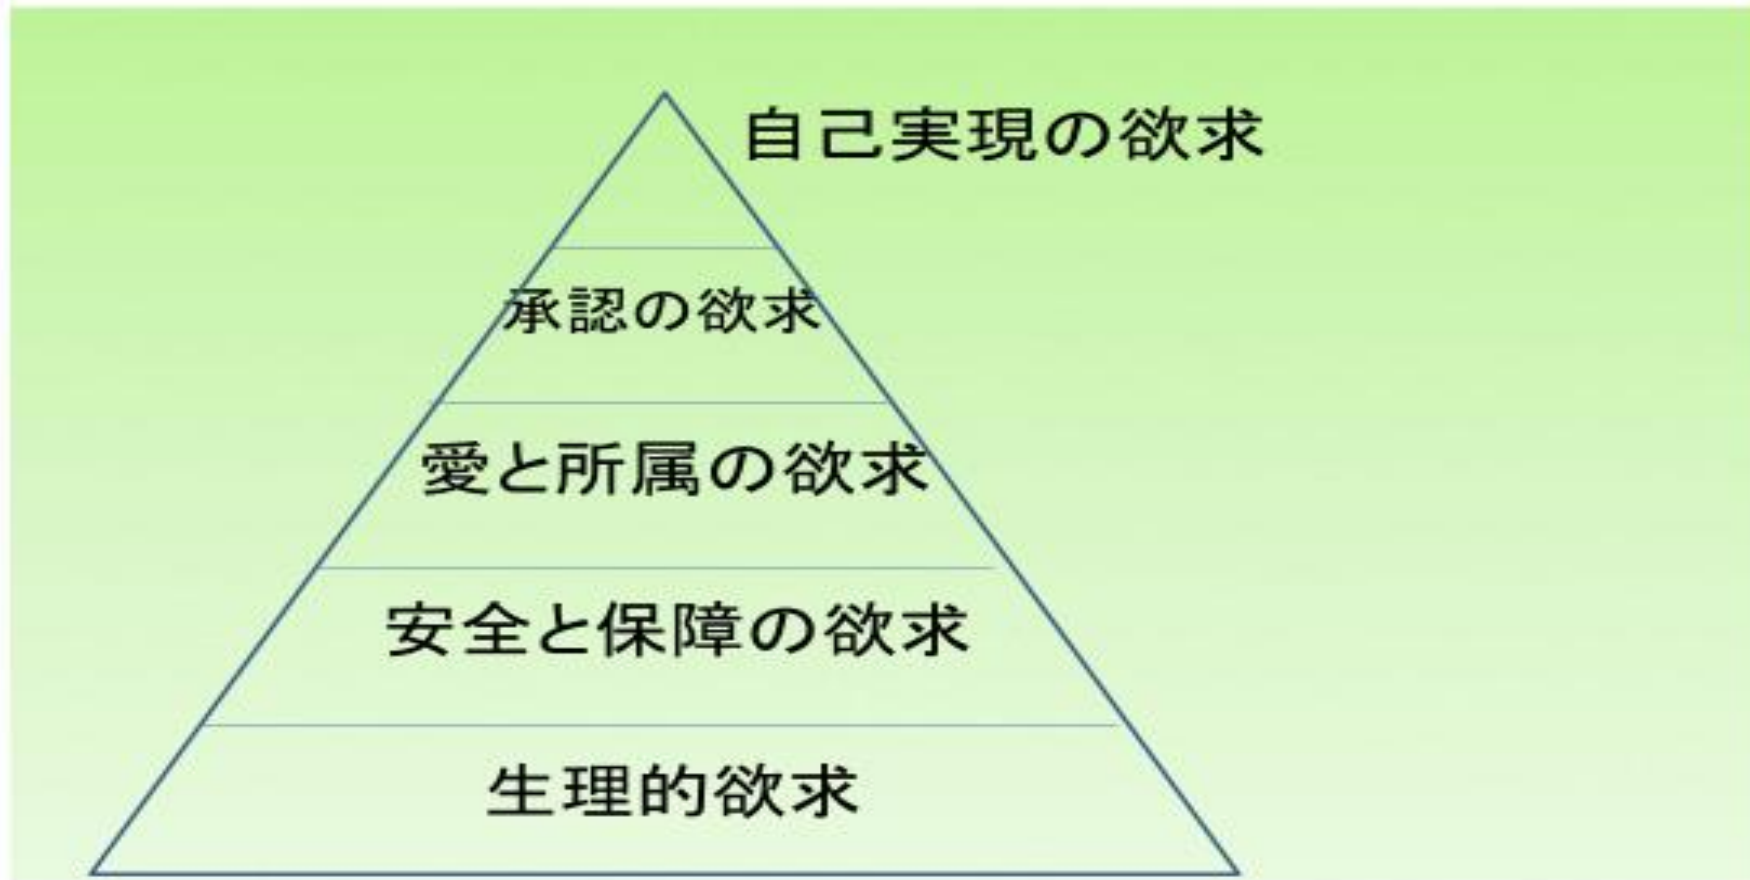 自己実現の欲求
承認の欲求
愛と所属の欲求
安全と保障の欲求
生理的欲求